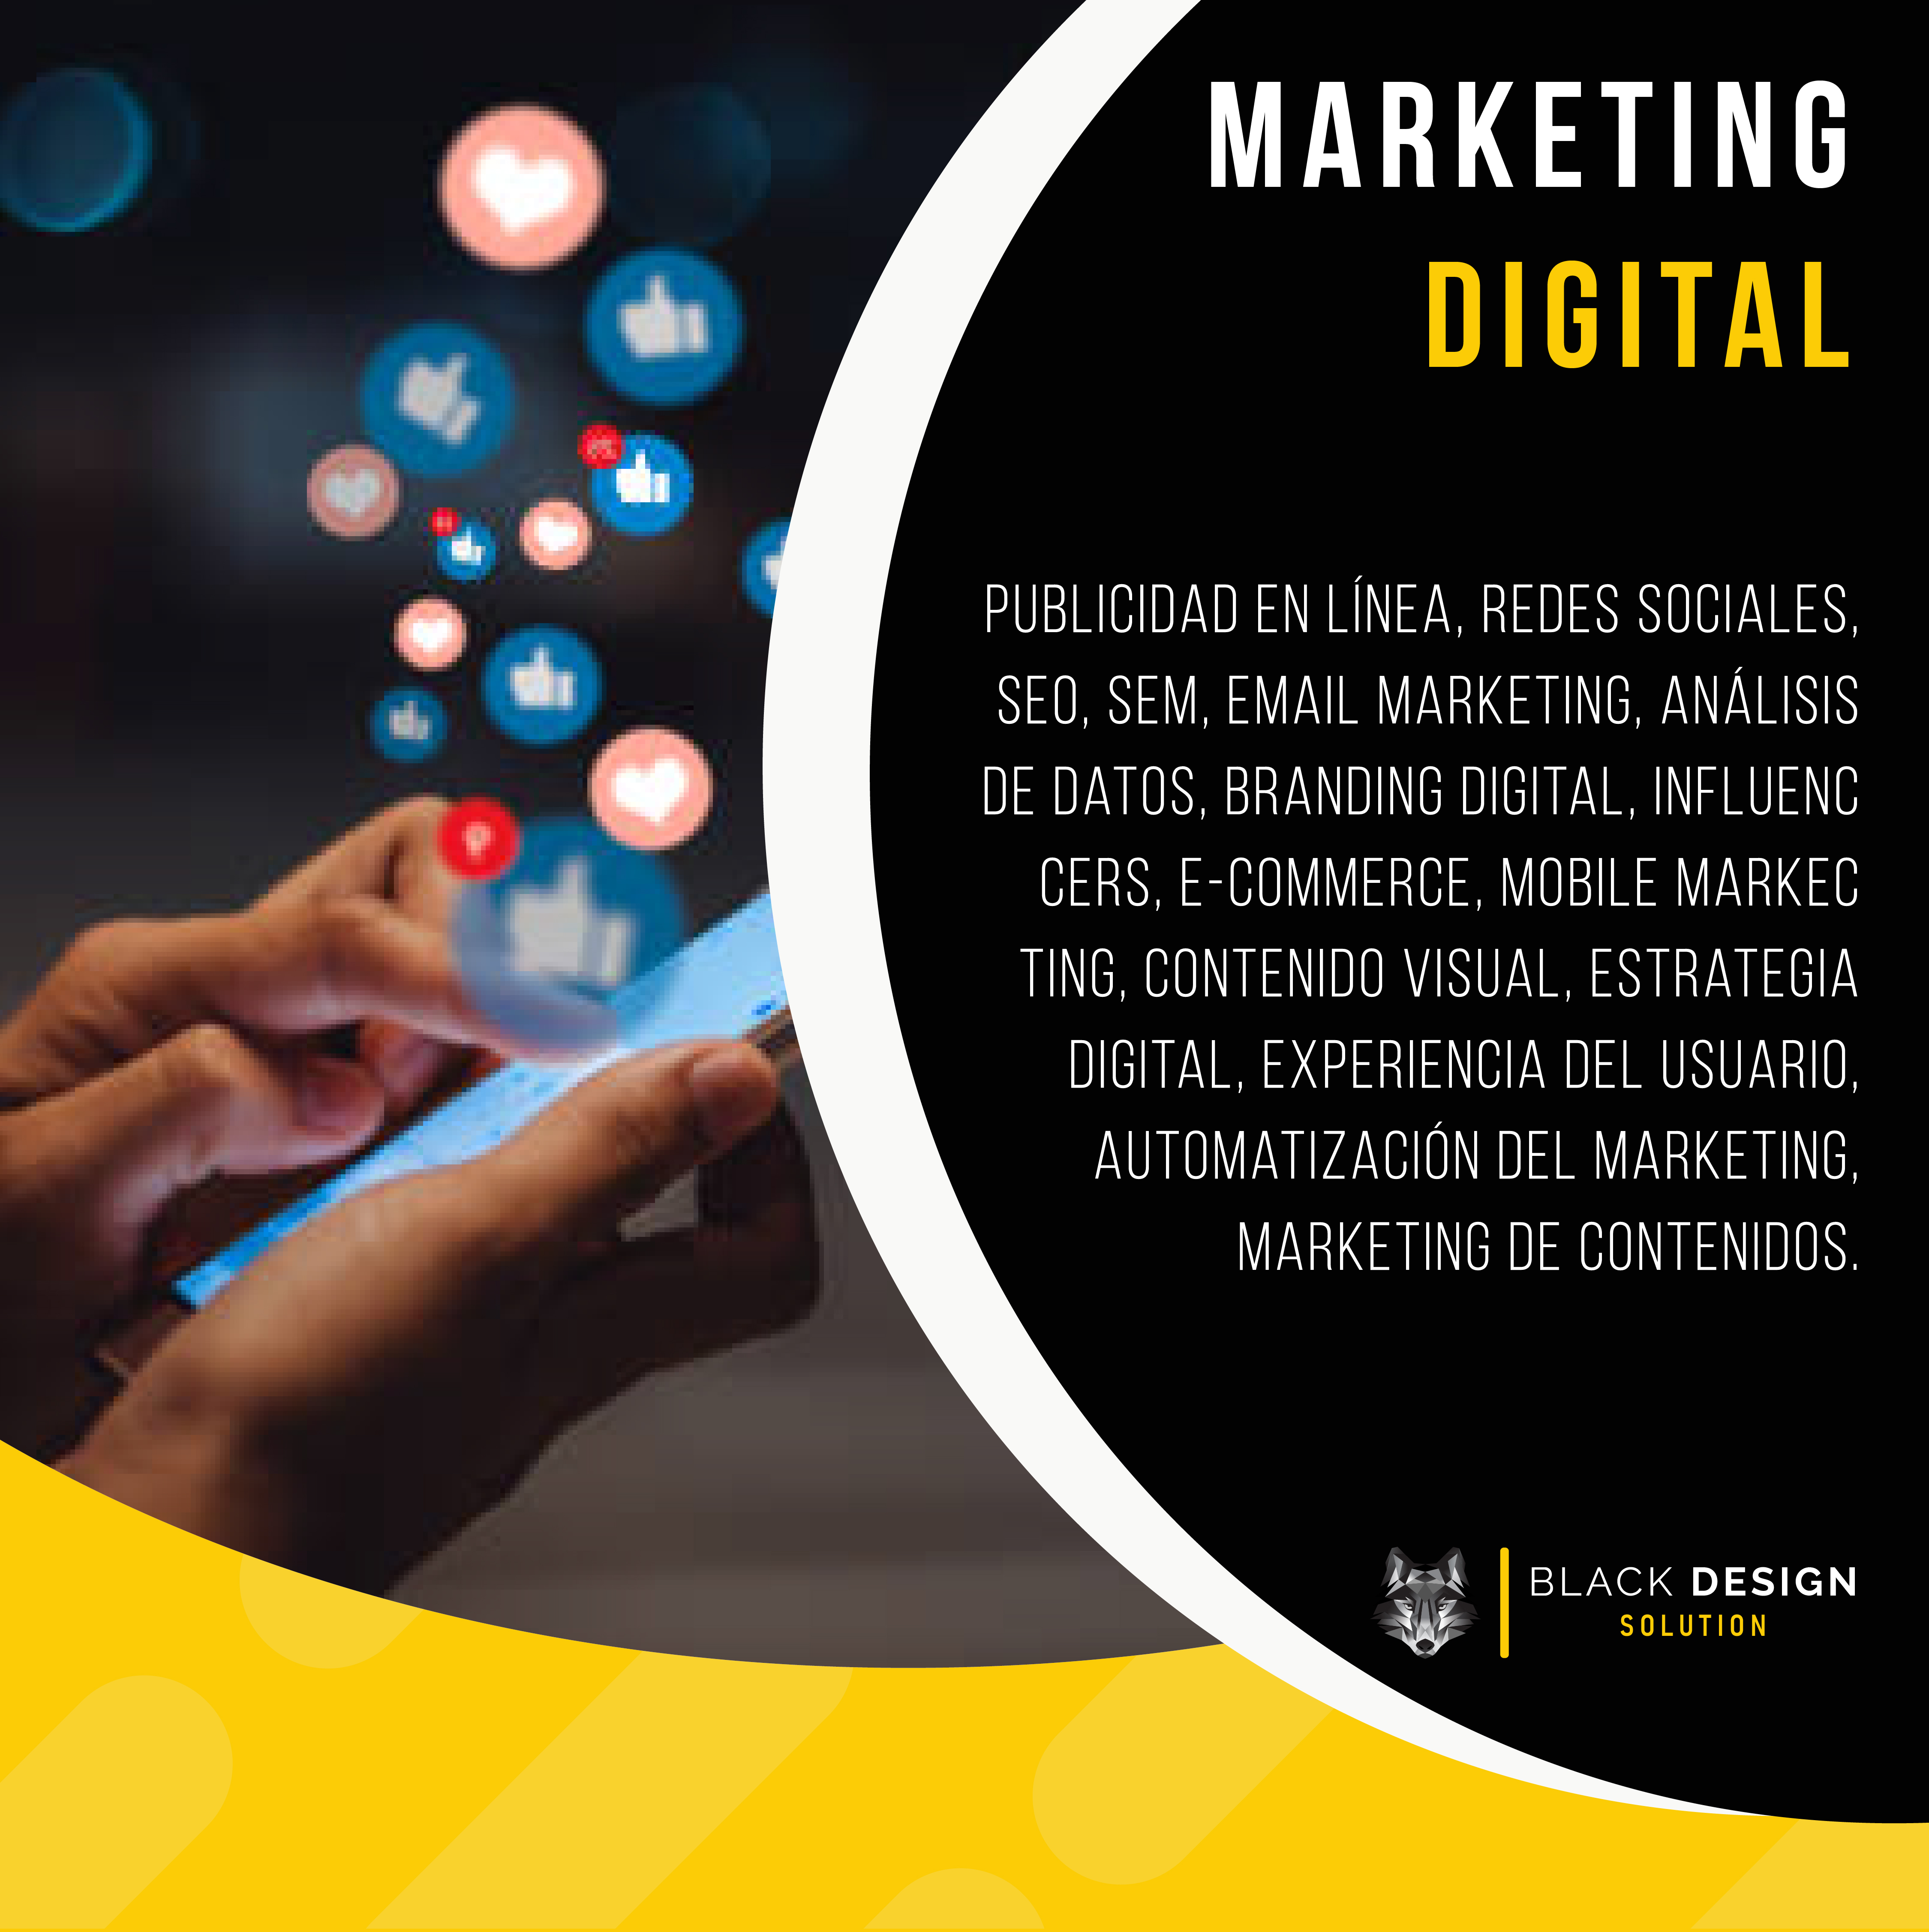 MARKETING
DIGITAL
PUBLICIDAD EN LÍNEA, REDES SOCIALES,
SEO, SEM, EMAIL MARKETING, ANÁLISIS
DE DATOS, BRANDING DIGITAL, INFLUENC
CERS, E-COMMERCE, MOBILE MARKEC
TING, CONTENIDO VISUAL, ESTRATEGIA
DIGITAL, EXPERIENCIA DEL USUARIO,
AUTOMATIZACIÓN DEL MARKETING,
MARKETING DE CONTENIDOS.
BLACK DESIGN
SOLUTION